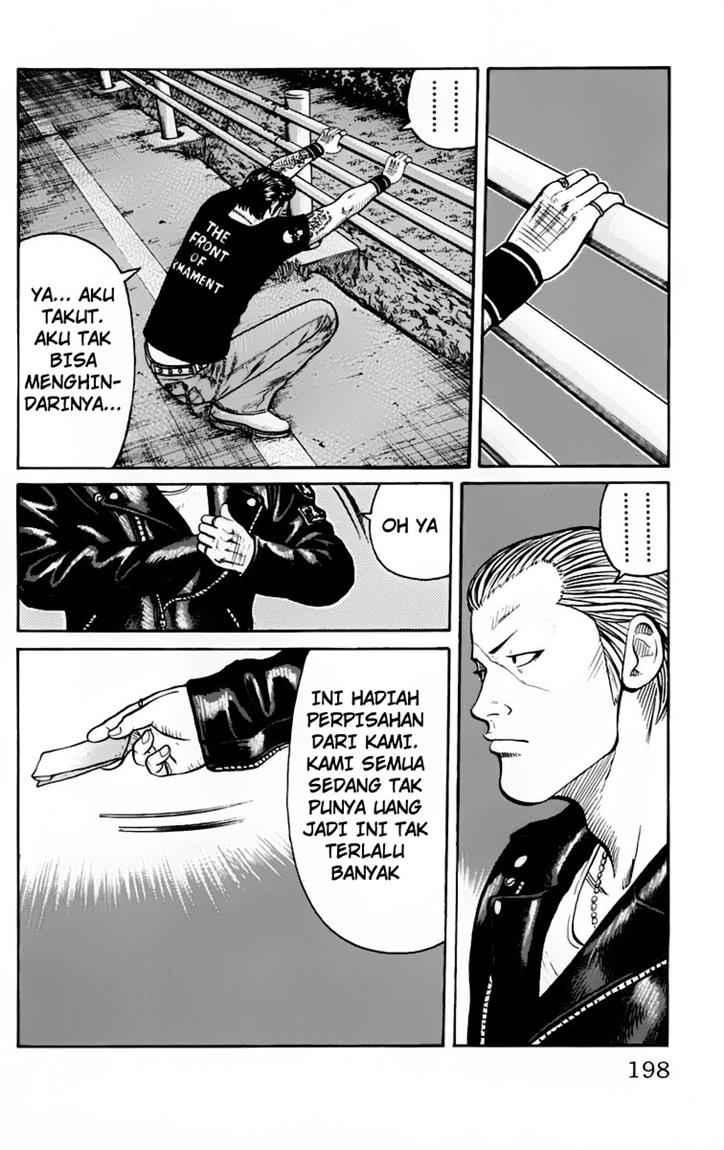 YA... AKU
TAKUT.
AKU TAK
BISA
MENGHIN-
DARINYA...
THE
FRONT
OF
OH YA
INI HADIAH
PERPISAHAN
DARI KAMI.
KAMI SEMUA
SEDANG TAK
PUNYA UANG
JADI INI TAK
TERLALU
BANYAK
198